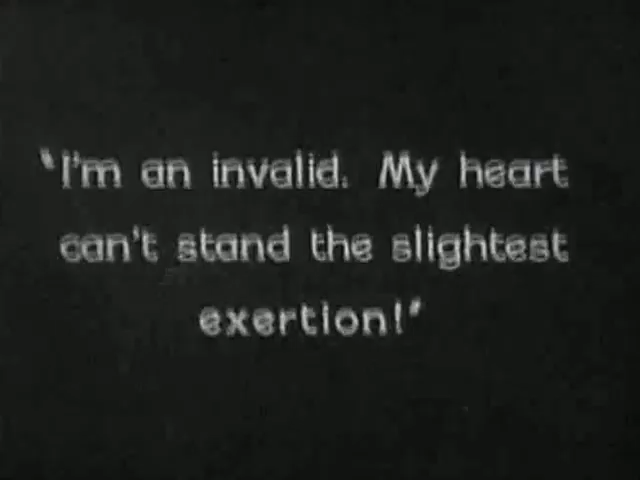 "I'm an invalid. My heart
can't stand the slightest
exertion!"